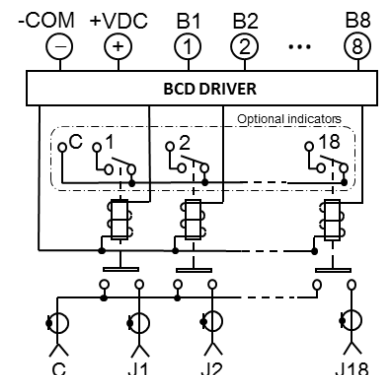 -COM +VDC B1 B2 B8
− + 1 2 ••• 8
BCD DRIVER
Optional indicators
C 1 2 18
C J1 J2 J18